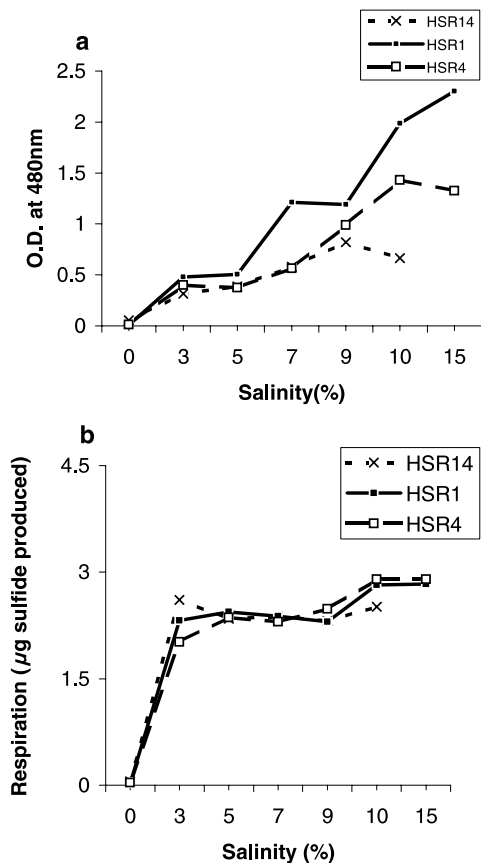 HSR14
HSR1
HSR4
a
2.5
2
1.5
1
0.5
0
O.D. at 480nm
0 3 5 7 9 10 15
Salinity(%)
b
HSR14
HSR1
HSR4
4.5
3
1.5
0
Respiration (µg sulfide produced)
0 3 5 7 9 10 15
Salinity (%)